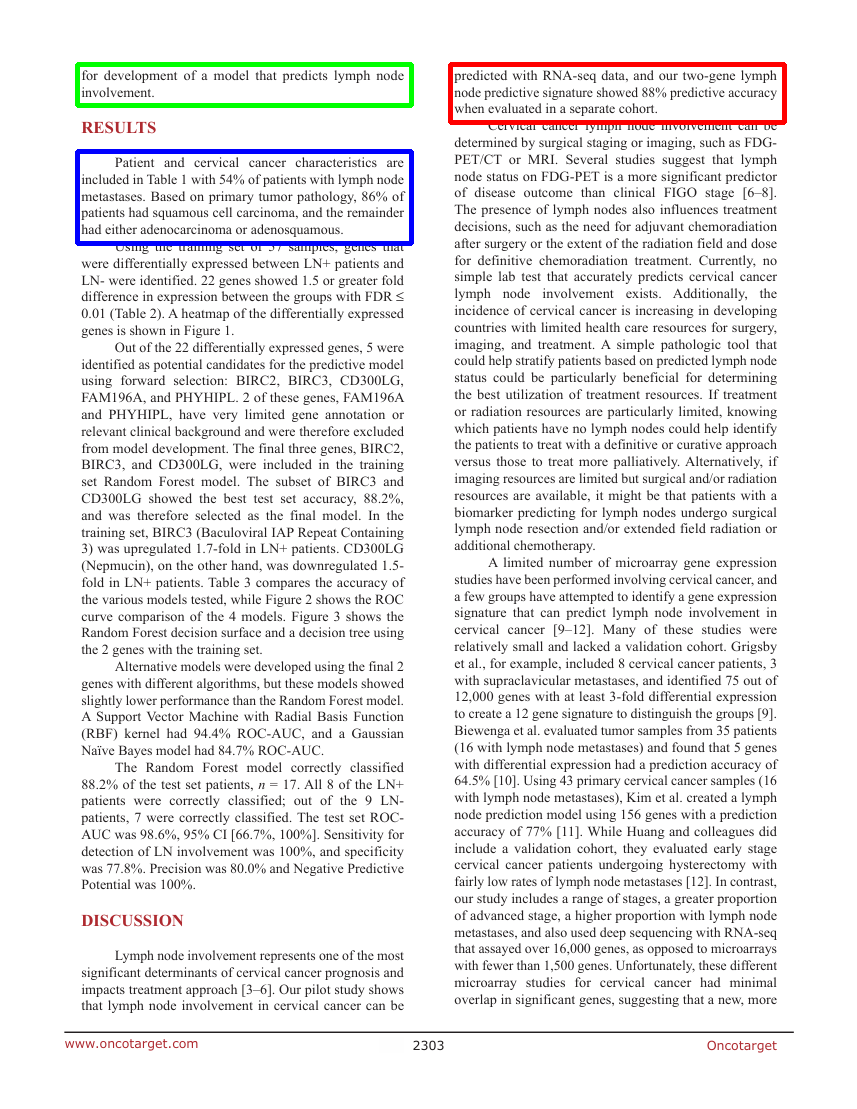 for development of a model that predicts lymph node
involvement.
RESULTS
Patient and cervical cancer characteristics are
included in Table 1 with 54% of patients with lymph node
metastases. Based on primary tumor pathology, 86% of
patients had squamous cell carcinoma, and the remainder
had either adenocarcinoma or adenosquamous.
Using the training set of 57 samples, genes that
were differentially expressed between LN+ patients and
LN- were identified. 22 genes showed 1.5 or greater fold
difference in expression between the groups with FDR ≤
0.01 (Table 2). A heatmap of the differentially expressed
genes is shown in Figure 1.
Out of the 22 differentially expressed genes, 5 were
identified as potential candidates for the predictive model
using forward selection: BIRC2, BIRC3, CD300LG,
FAM196A, and PHYHIPL. 2 of these genes, FAM196A
and PHYHIPL, have very limited gene annotation or
relevant clinical background and were therefore excluded
from model development. The final three genes, BIRC2,
BIRC3, and CD300LG, were included in the training
set Random Forest model. The subset of BIRC3 and
CD300LG showed the best test set accuracy, 88.2%,
and was therefore selected as the final model. In the
training set, BIRC3 (Baculoviral IAP Repeat Containing
3) was upregulated 1.7-fold in LN+ patients. CD300LG
(Nepmucin), on the other hand, was downregulated 1.5-
fold in LN+ patients. Table 3 compares the accuracy of
the various models tested, while Figure 2 shows the ROC
curve comparison of the 4 models. Figure 3 shows the
Random Forest decision surface and a decision tree using
the 2 genes with the training set.
Alternative models were developed using the final 2
genes with different algorithms, but these models showed
slightly lower performance than the Random Forest model.
A Support Vector Machine with Radial Basis Function
(RBF) kernel had 94.4% ROC-AUC, and a Gaussian
Naïve Bayes model had 84.7% ROC-AUC.
The Random Forest model correctly classified
88.2% of the test set patients, n = 17. All 8 of the LN+
patients were correctly classified; out of the 9 LN-
patients, 7 were correctly classified. The test set ROC-
AUC was 98.6%, 95% CI [66.7%, 100%]. Sensitivity for
detection of LN involvement was 100%, and specificity
was 77.8%. Precision was 80.0% and Negative Predictive
Potential was 100%.
DISCUSSION
Lymph node involvement represents one of the most
significant determinants of cervical cancer prognosis and
impacts treatment approach [3–6]. Our pilot study shows
that lymph node involvement in cervical cancer can be
predicted with RNA-seq data, and our two-gene lymph
node predictive signature showed 88% predictive accuracy
when evaluated in a separate cohort.
Cervical cancer lymph node involvement can be
determined by surgical staging or imaging, such as FDG-
PET/CT or MRI. Several studies suggest that lymph
node status on FDG-PET is a more significant predictor
of disease outcome than clinical FIGO stage [6–8].
The presence of lymph nodes also influences treatment
decisions, such as the need for adjuvant chemoradiation
after surgery or the extent of the radiation field and dose
for definitive chemoradiation treatment. Currently, no
simple lab test that accurately predicts cervical cancer
lymph node involvement exists. Additionally, the
incidence of cervical cancer is increasing in developing
countries with limited health care resources for surgery,
imaging, and treatment. A simple pathologic tool that
could help stratify patients based on predicted lymph node
status could be particularly beneficial for determining
the best utilization of treatment resources. If treatment
or radiation resources are particularly limited, knowing
which patients have no lymph nodes could help identify
the patients to treat with a definitive or curative approach
versus those to treat more palliatively. Alternatively, if
imaging resources are limited but surgical and/or radiation
resources are available, it might be that patients with a
biomarker predicting for lymph nodes undergo surgical
lymph node resection and/or extended field radiation or
additional chemotherapy.
A limited number of microarray gene expression
studies have been performed involving cervical cancer, and
a few groups have attempted to identify a gene expression
signature that can predict lymph node involvement in
cervical cancer [9–12]. Many of these studies were
relatively small and lacked a validation cohort. Grigsby
et al., for example, included 8 cervical cancer patients, 3
with supraclavicular metastases, and identified 75 out of
12,000 genes with at least 3-fold differential expression
to create a 12 gene signature to distinguish the groups [9].
Biewenga et al. evaluated tumor samples from 35 patients
(16 with lymph node metastases) and found that 5 genes
with differential expression had a prediction accuracy of
64.5% [10]. Using 43 primary cervical cancer samples (16
with lymph node metastases), Kim et al. created a lymph
node prediction model using 156 genes with a prediction
accuracy of 77% [11]. While Huang and colleagues did
include a validation cohort, they evaluated early stage
cervical cancer patients undergoing hysterectomy with
fairly low rates of lymph node metastases [12]. In contrast,
our study includes a range of stages, a greater proportion
of advanced stage, a higher proportion with lymph node
metastases, and also used deep sequencing with RNA-seq
that assayed over 16,000 genes, as opposed to microarrays
with fewer than 1,500 genes. Unfortunately, these different
microarray studies for cervical cancer had minimal
overlap in significant genes, suggesting that a new, more
www.oncotarget.com
2303
Oncotarget